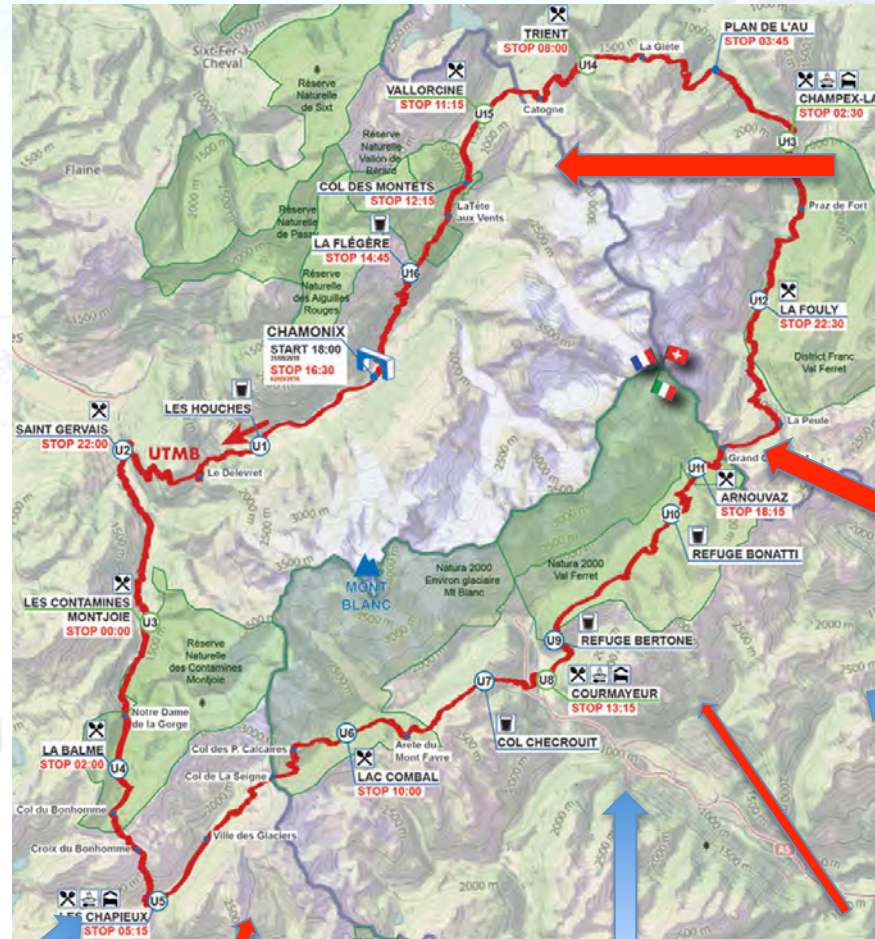 Sixt-Fer-à
Cheval
Réserve
Naturelle
de Sixt
Flaine
TRIENT
STOP 08:00
U14
1500 m
La Giète
PLAN DE L'AU
STOP 03:45
VALLORCINE
STOP 11:15
U15
Catogne
CHAMPEX-LA
STOP 02:30
U13
Réserve
Naturelle
Vallon de
Bérard
COL DES MONTETS
STOP 12:15
LaTête
aux Vents
Praz de Fort
Réserve
Naturelle
de Passy
LA FLÉGÈRE
STOP 14:45
U16
Réserve
Naturelle
des Aiguilles
Rouges
U12
LA FOULY
STOP 22:30
District Franc
Val Ferret
CHAMONIX
START 18:00
STOP 16:30
LES HOUCHES
U1
UTMB
SAINT GERVAIS
STOP 22:00
U2
Le Délevret
La Peule
Grand
U11
ARNOUVAZ
STOP 18:15
U10
REFUGE BONATTI
MONT
BLANC
Natura 2000
Environ glaciaire
Mt Blanc
Natura 2000
Val Ferret
LES CONTAMINES
MONTJOIE
STOP 00:00
U3
Réserve
Naturelle
des Contamines
Montjoie
U9
REFUGE BERTONE
U8
COURMAYEUR
STOP 13:15
U7
COL CHECROUIT
Notre Dame
de la Gorge
LA BALME
STOP 02:00
U4
Col des P. Calcaires
U6
LAC COMBAL
STOP 10:00
Arete du
Mont Favre
Col de La Seigne
Col du Bonhomme
Croix du Bonhomme
Ville des Glaciers
LES CHAPIEUX
STOP 05:15
U5
1000 m
A5
2000 m